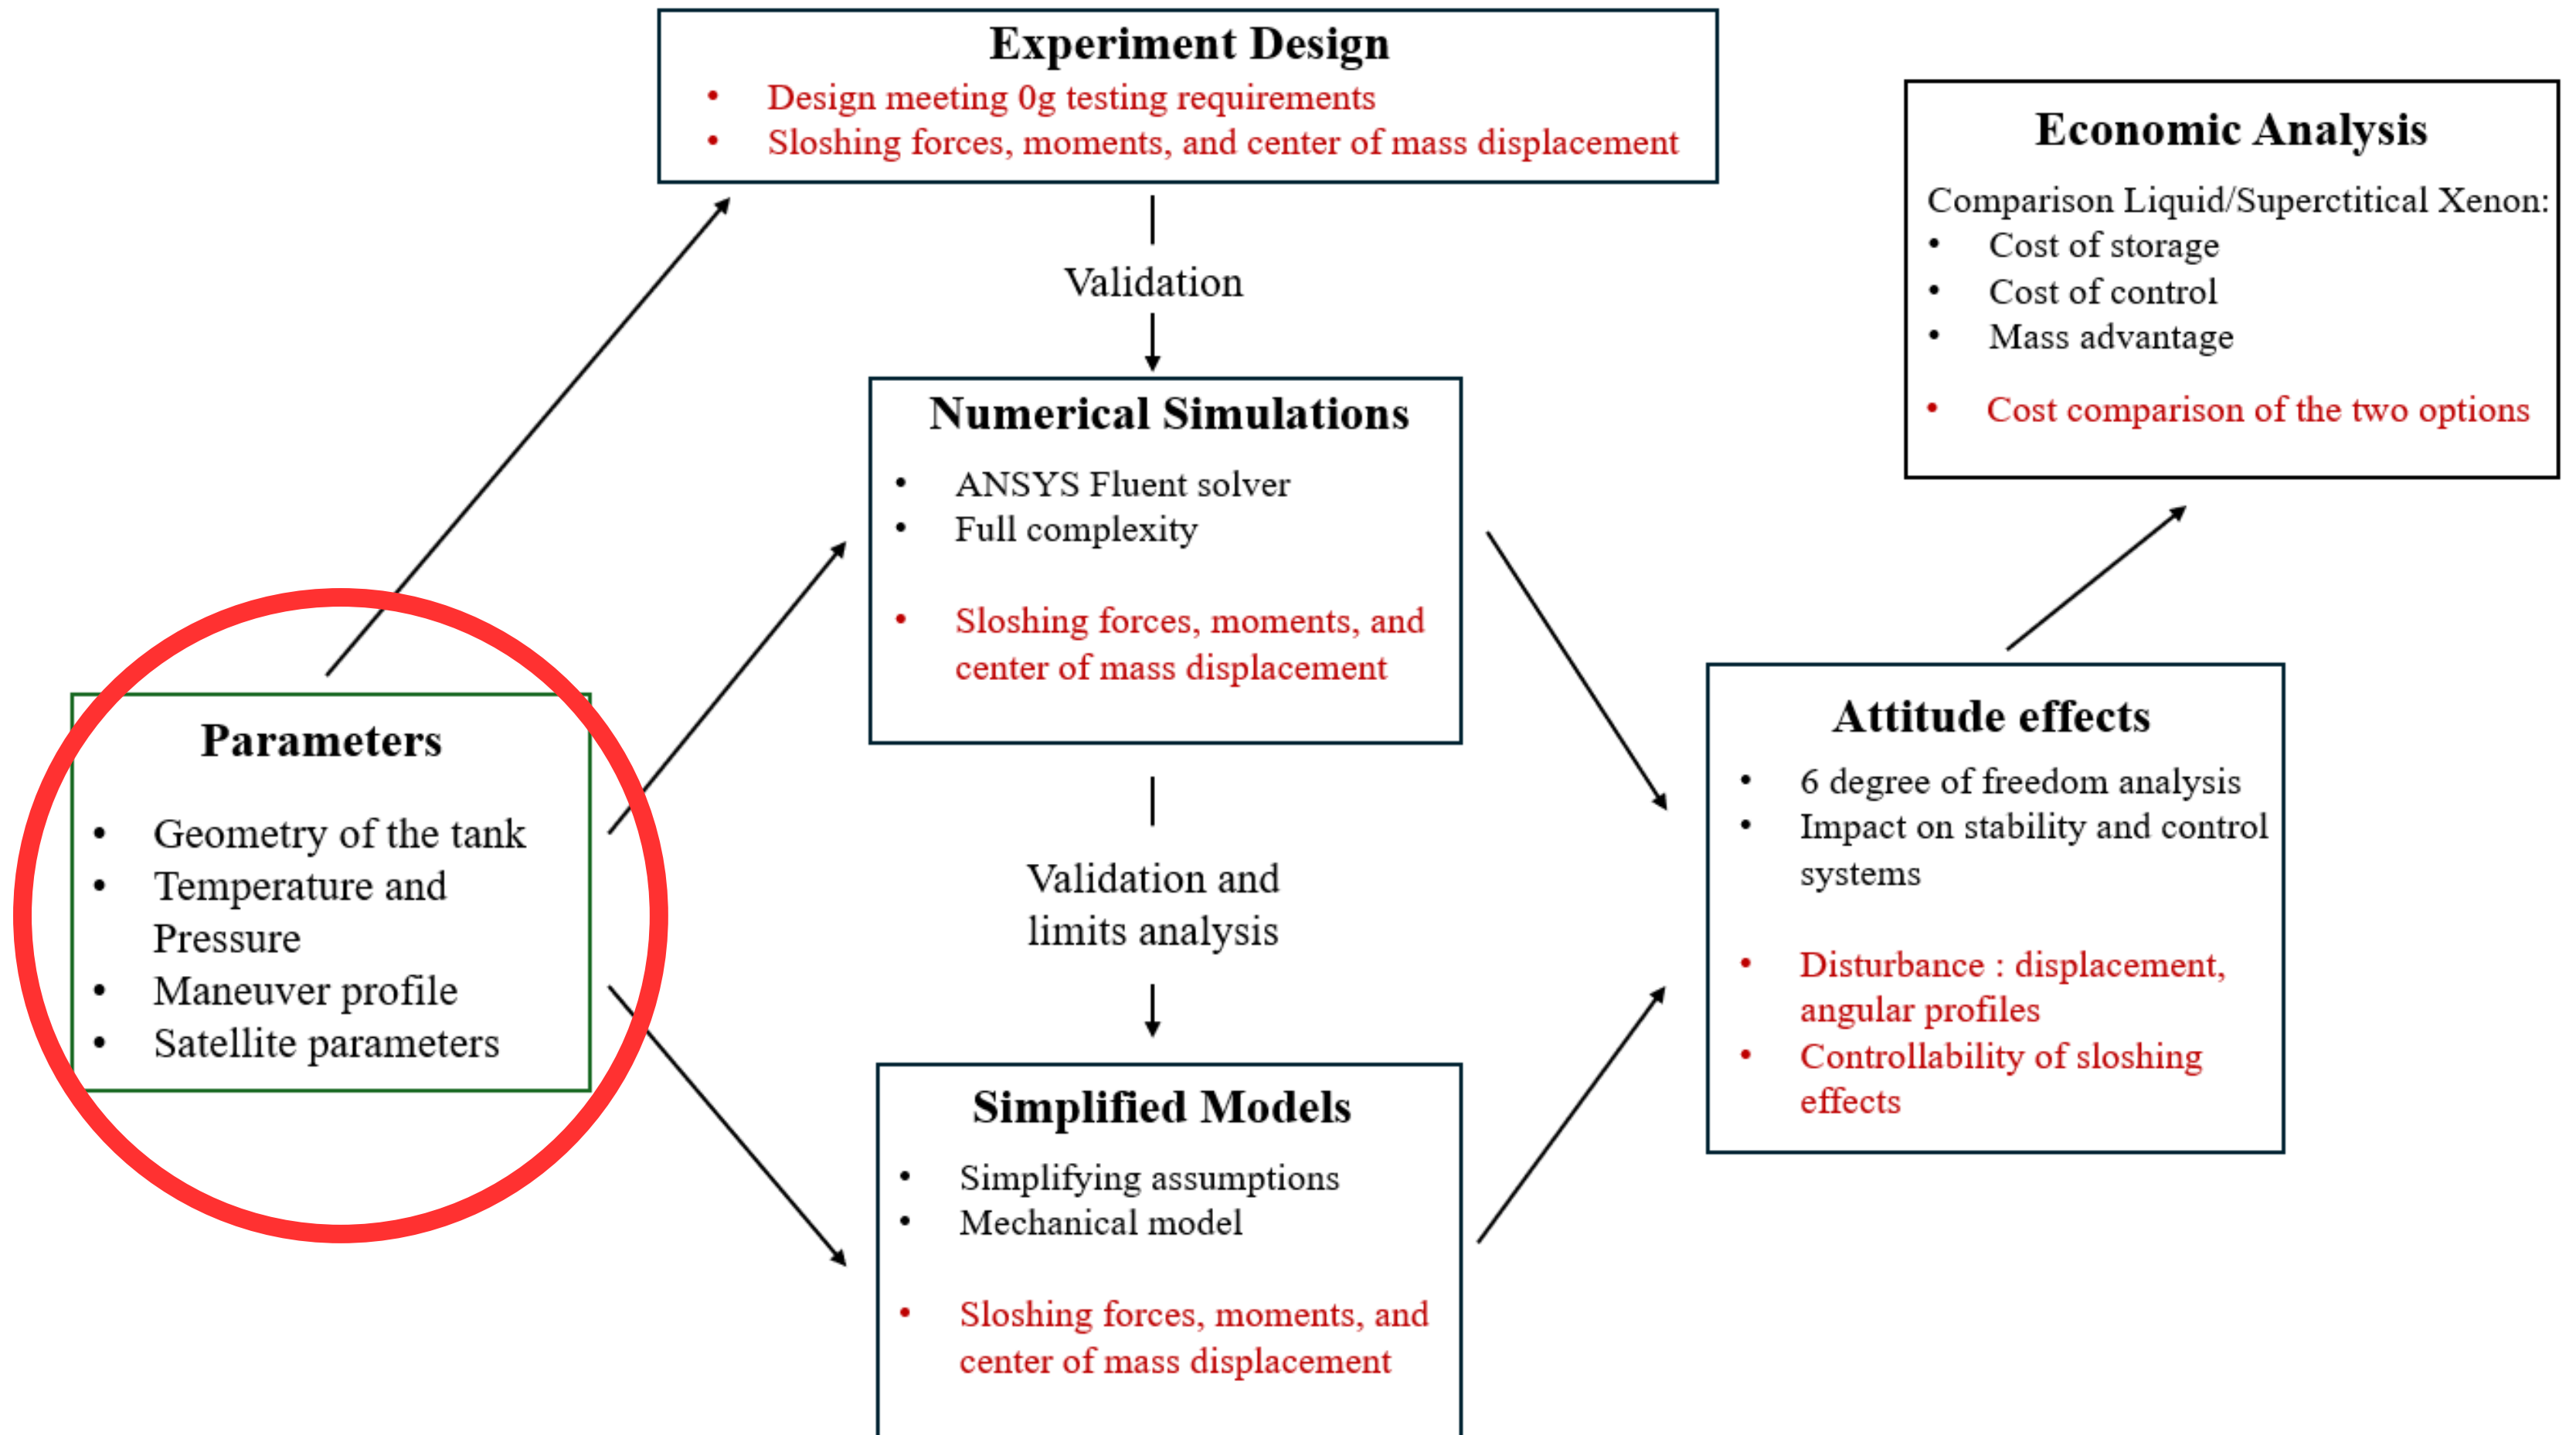 Experiment Design
• Design meeting 0g testing requirements
• Sloshing forces, moments, and center of mass displacement
Validation
Numerical Simulations
• ANSYS Fluent solver
• Full complexity
• Sloshing forces, moments, and
center of mass displacement
Validation and
limits analysis
Simplified Models
• Simplifying assumptions
• Mechanical model
• Sloshing forces, moments, and
center of mass displacement
Parameters
• Geometry of the tank
• Temperature and
Pressure
• Maneuver profile
• Satellite parameters
Attitude effects
• 6 degree of freedom analysis
• Impact on stability and control
systems
• Disturbance : displacement,
angular profiles
• Controllability of sloshing
effects
Economic Analysis
Comparison Liquid/Superctitical Xenon:
• Cost of storage
• Cost of control
• Mass advantage
• Cost comparison of the two options